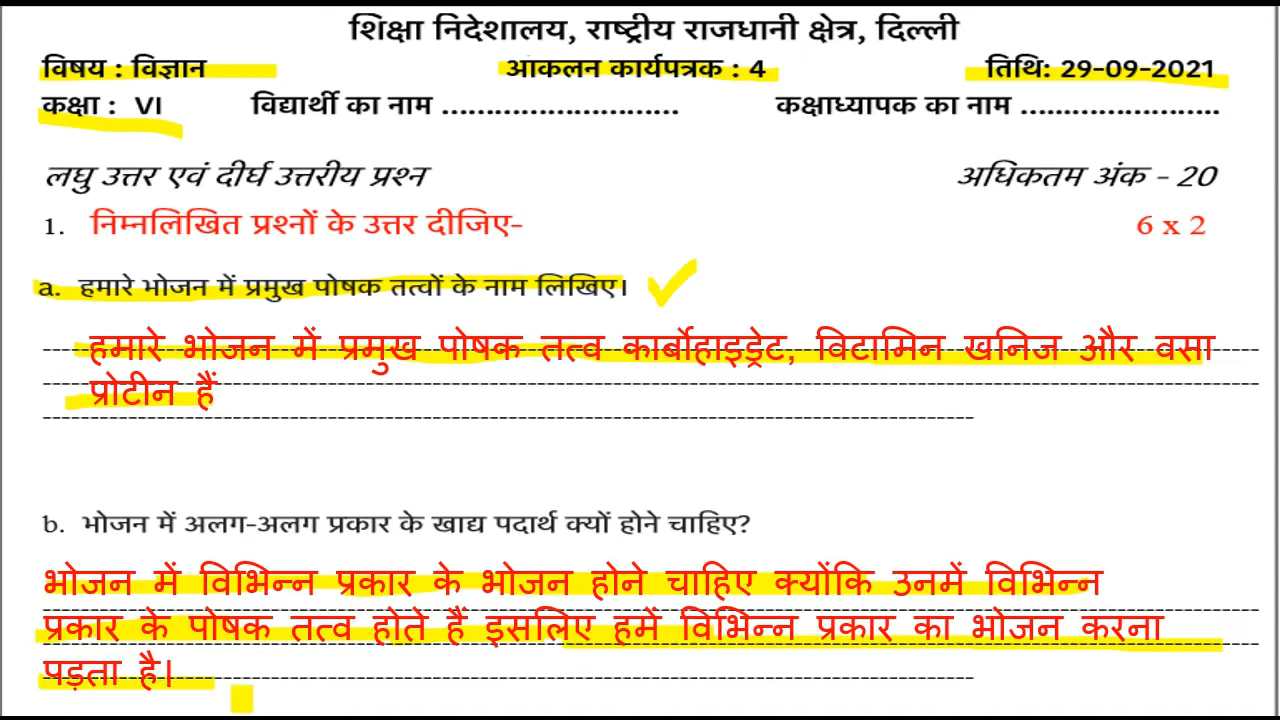 शिक्षा निदेशालय, राष्ट्रीय राजधानी क्षेत्र, दिल्ली
विषय : विज्ञान आकलन कार्यपत्रक : 4 तिथि: 29-09-2021
कक्षा : VI विद्यार्थी का नाम ........................... कक्षाध्यापक का नाम .......................
लघु उत्तर एवं दीर्घ उत्तरीय प्रश्न अधिकतम अंक - 20
1. निम्नलिखित प्रश्नों के उत्तर दीजिए- 6 x 2
a. हमारे भोजन में प्रमुख पोषक तत्वों के नाम लिखिए।
हमारे भोजन में प्रमुख पोषक तत्व कार्बोहाइड्रेट, विटामिन खनिज और वसा
प्रोटीन हैं
b. भोजन में अलग-अलग प्रकार के खाद्य पदार्थ क्यों होने चाहिए?
भोजन में विभिन्न प्रकार के भोजन होने चाहिए क्योंकि उनमें विभिन्न
प्रकार के पोषक तत्व होते हैं इसलिए हमें विभिन्न प्रकार का भोजन करना
पड़ता है।